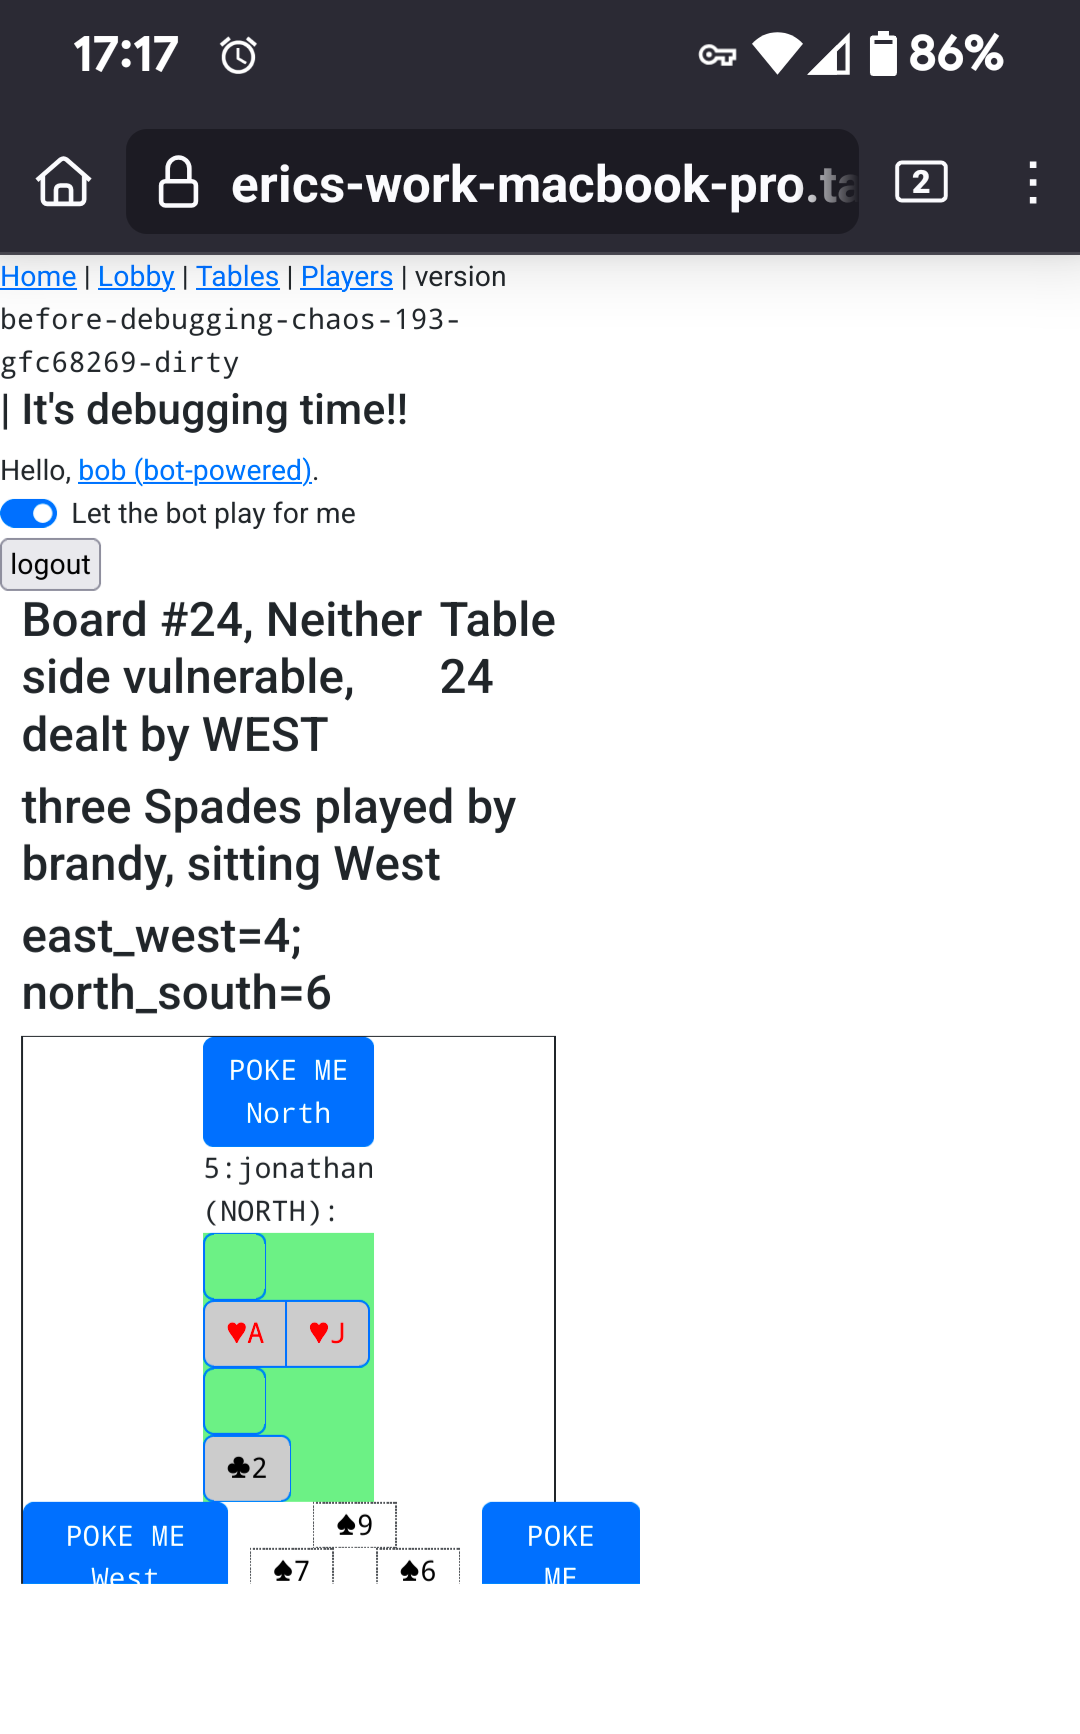 17:17 86%
erics-work-macbook-pro.ta 2
Home | Lobby | Tables | Players | version
before-debugging-chaos-193-
gfc68269-dirty
| It's debugging time!!
Hello, bob (bot-powered).
Let the bot play for me
logout
Board #24, Neither
side vulnerable,
dealt by WEST
Table
24
three Spades played by
brandy, sitting West
east_west=4;
north_south=6
POKE ME
North
5:jonathan
(NORTH):
♥A ♥J
♣2
♠9
POKE ME
West
♠7 ♠6
POKE
ME